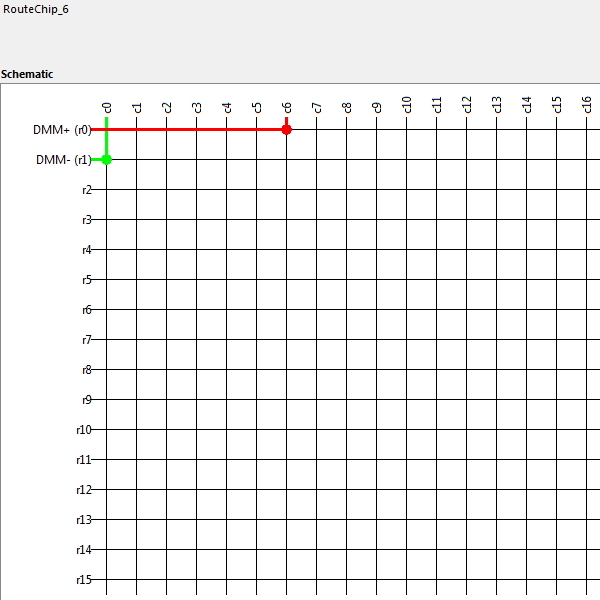 RouteChip_6
Schematic
c0 c1 c2 c3 c4 c5 c6 c7 c8 c9 c10 c11 c12 c13 c14 c15 c16
DMM+ (r0)
DMM- (r1)
r2
r3
r4
r5
r6
r7
r8
r9
r10
r11
r12
r13
r14
r15